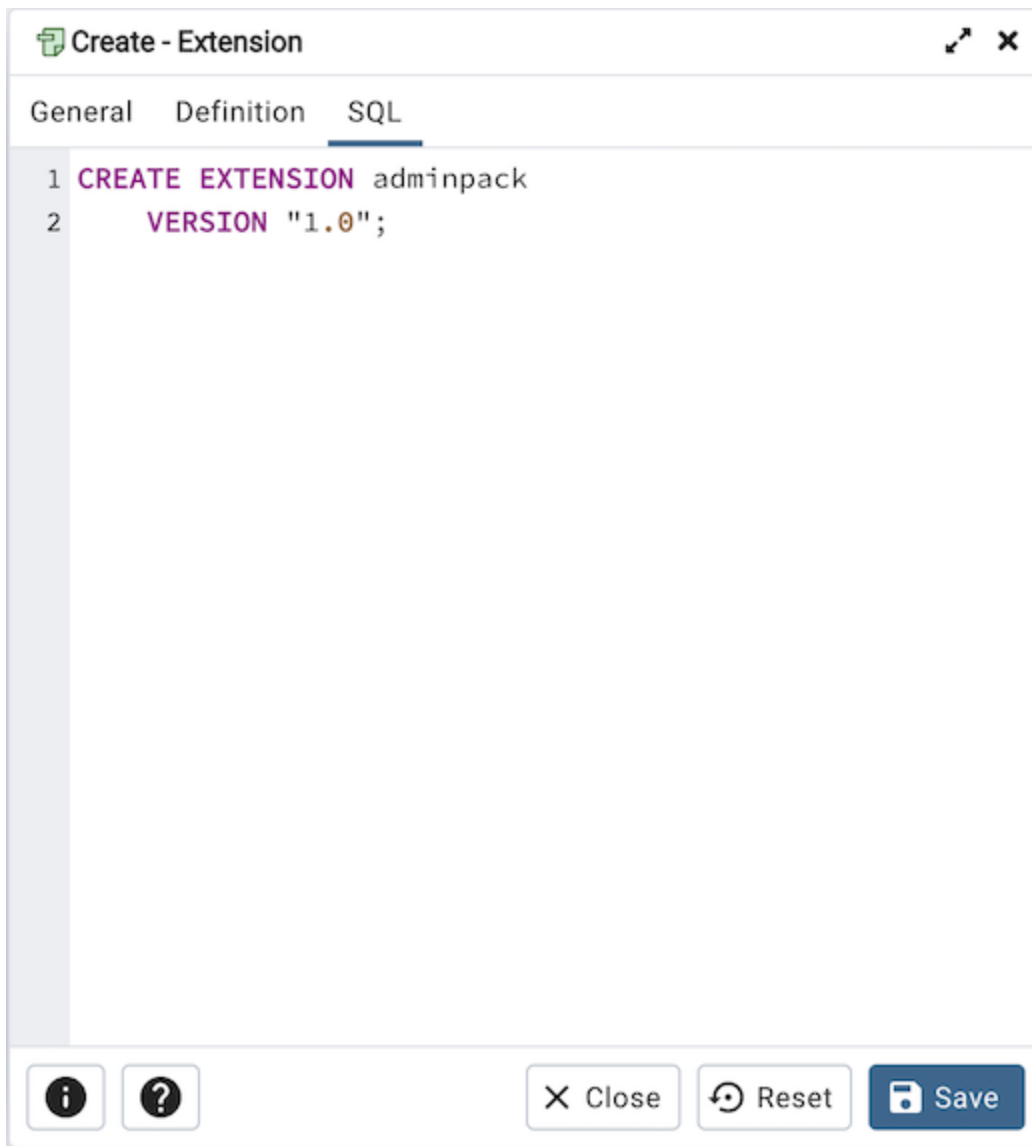 Create - Extension
General Definition SQL
1 CREATE EXTENSION adminpack
2 VERSION "1.0";
Close Reset Save